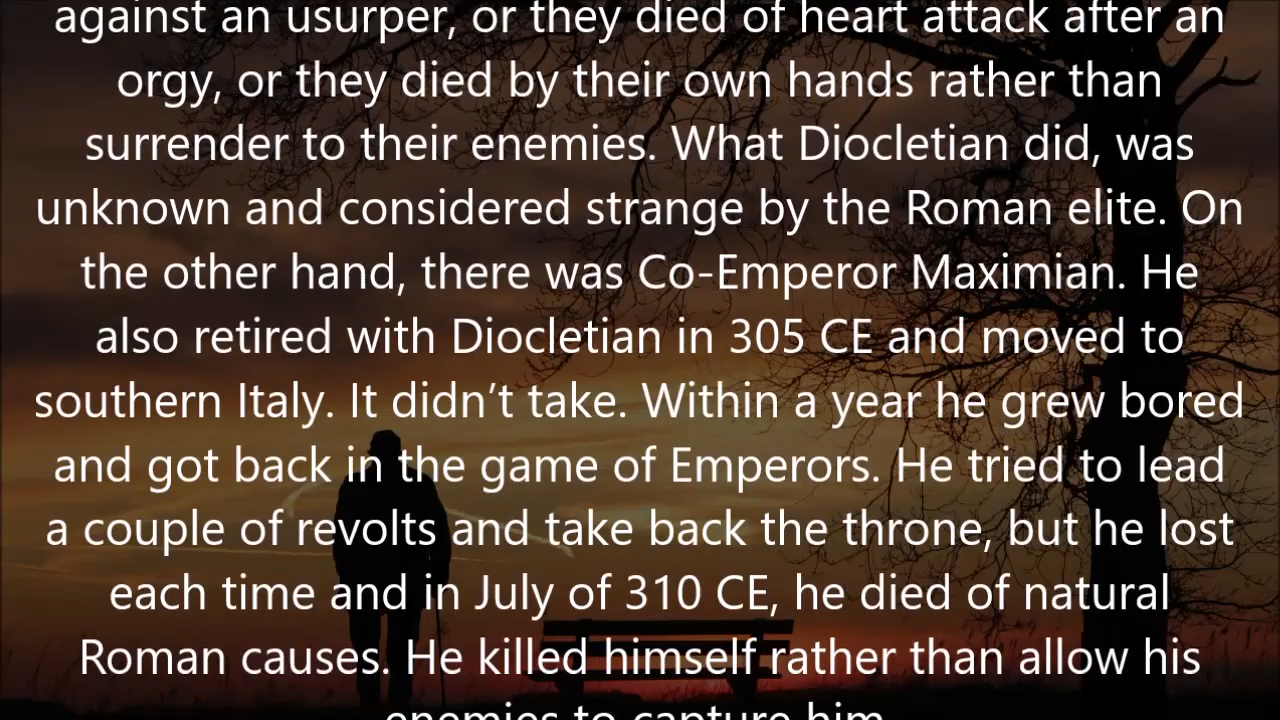 against an usurper, or they died of heart attack after an
orgy, or they died by their own hands rather than
surrender to their enemies. What Diocletian did, was
unknown and considered strange by the Roman elite. On
the other hand, there was Co-Emperor Maximian. He
also retired with Diocletian in 305 CE and moved to
southern Italy. It didn’t take. Within a year he grew bored
and got back in the game of Emperors. He tried to lead
a couple of revolts and take back the throne, but he lost
each time and in July of 310 CE, he died of natural
Roman causes. He killed himself rather than allow his
enemies to capture him